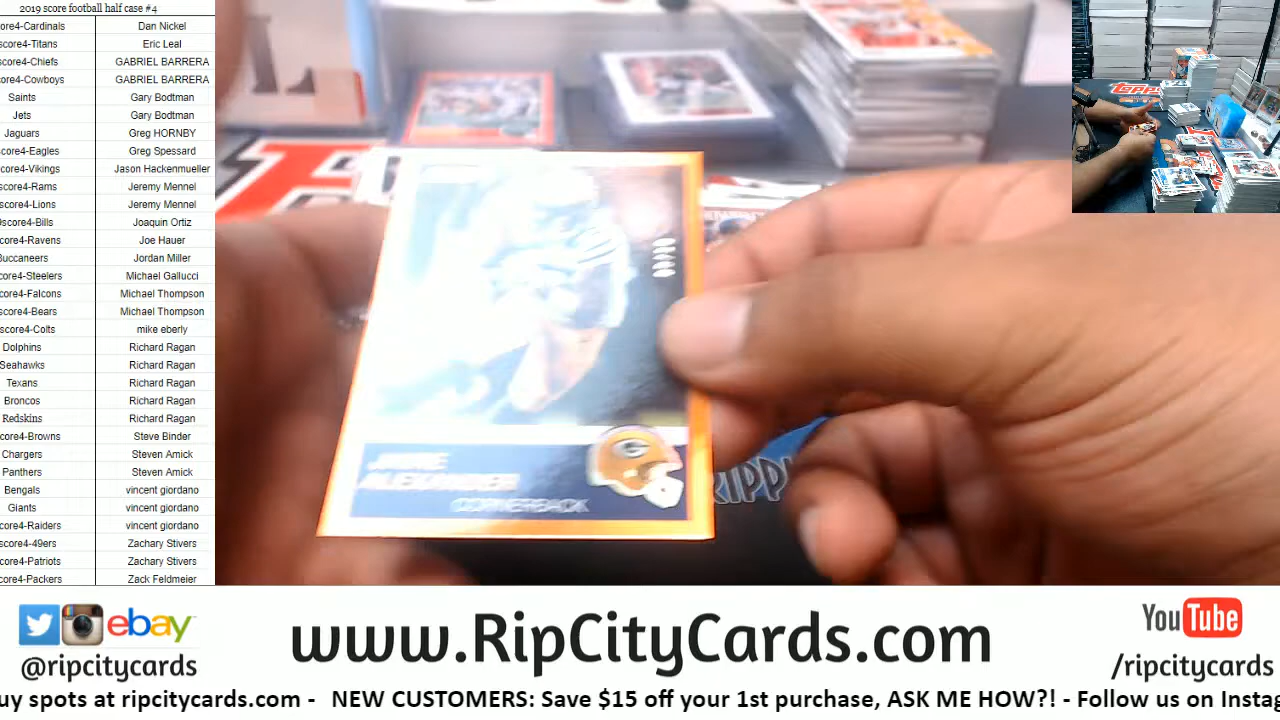 2019 score football half case #4
core4-Cardinals Dan Nickel
score4-Titans Eric Leal
score4-Chiefs GABRIEL BARRERA
core4-Cowboys GABRIEL BARRERA
Saints Gary Bodtman
Jets Gary Bodtman
Jaguars Greg HORNBY
core4-Eagles Greg Spessard
core4-Vikings Jason Hackenmueller
score4-Rams Jeremy Mennel
score4-Lions Jeremy Mennel
score4-Bills Joaquin Ortiz
core4-Ravens Joe Hauer
Buccaneers Jordan Miller
core4-Steelers Michael Gallucci
core4-Falcons Michael Thompson
core4-Bears Michael Thompson
score4-Colts mike eberly
Dolphins Richard Ragan
Seahawks Richard Ragan
Texans Richard Ragan
Broncos Richard Ragan
Redskins Richard Ragan
core4-Browns Steve Binder
Chargers Steven Amick
Panthers Steven Amick
Bengals vincent giordano
Giants vincent giordano
core4-Raiders vincent giordano
score4-49ers Zachary Stivers
core4-Patriots Zachary Stivers
core4-Packers Zack Feldmeier
topps
JAIRE
ALEXANDER
CORNERBACK
G
RIPP
ebay
@ripcitycards
www.RipCityCards.com
YouTube
/ripcitycards
uy spots at ripcitycards.com - NEW CUSTOMERS: Save $15 off your 1st purchase, ASK ME HOW?! - Follow us on Instag